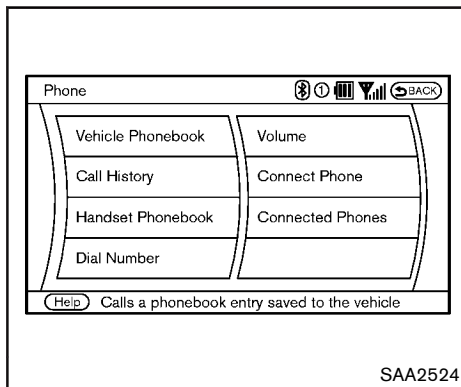 Phone ① BACK
Vehicle Phonebook
Call History
Handset Phonebook
Dial Number
Volume
Connect Phone
Connected Phones
Help Calls a phonebook entry saved to the vehicle
SAA2524